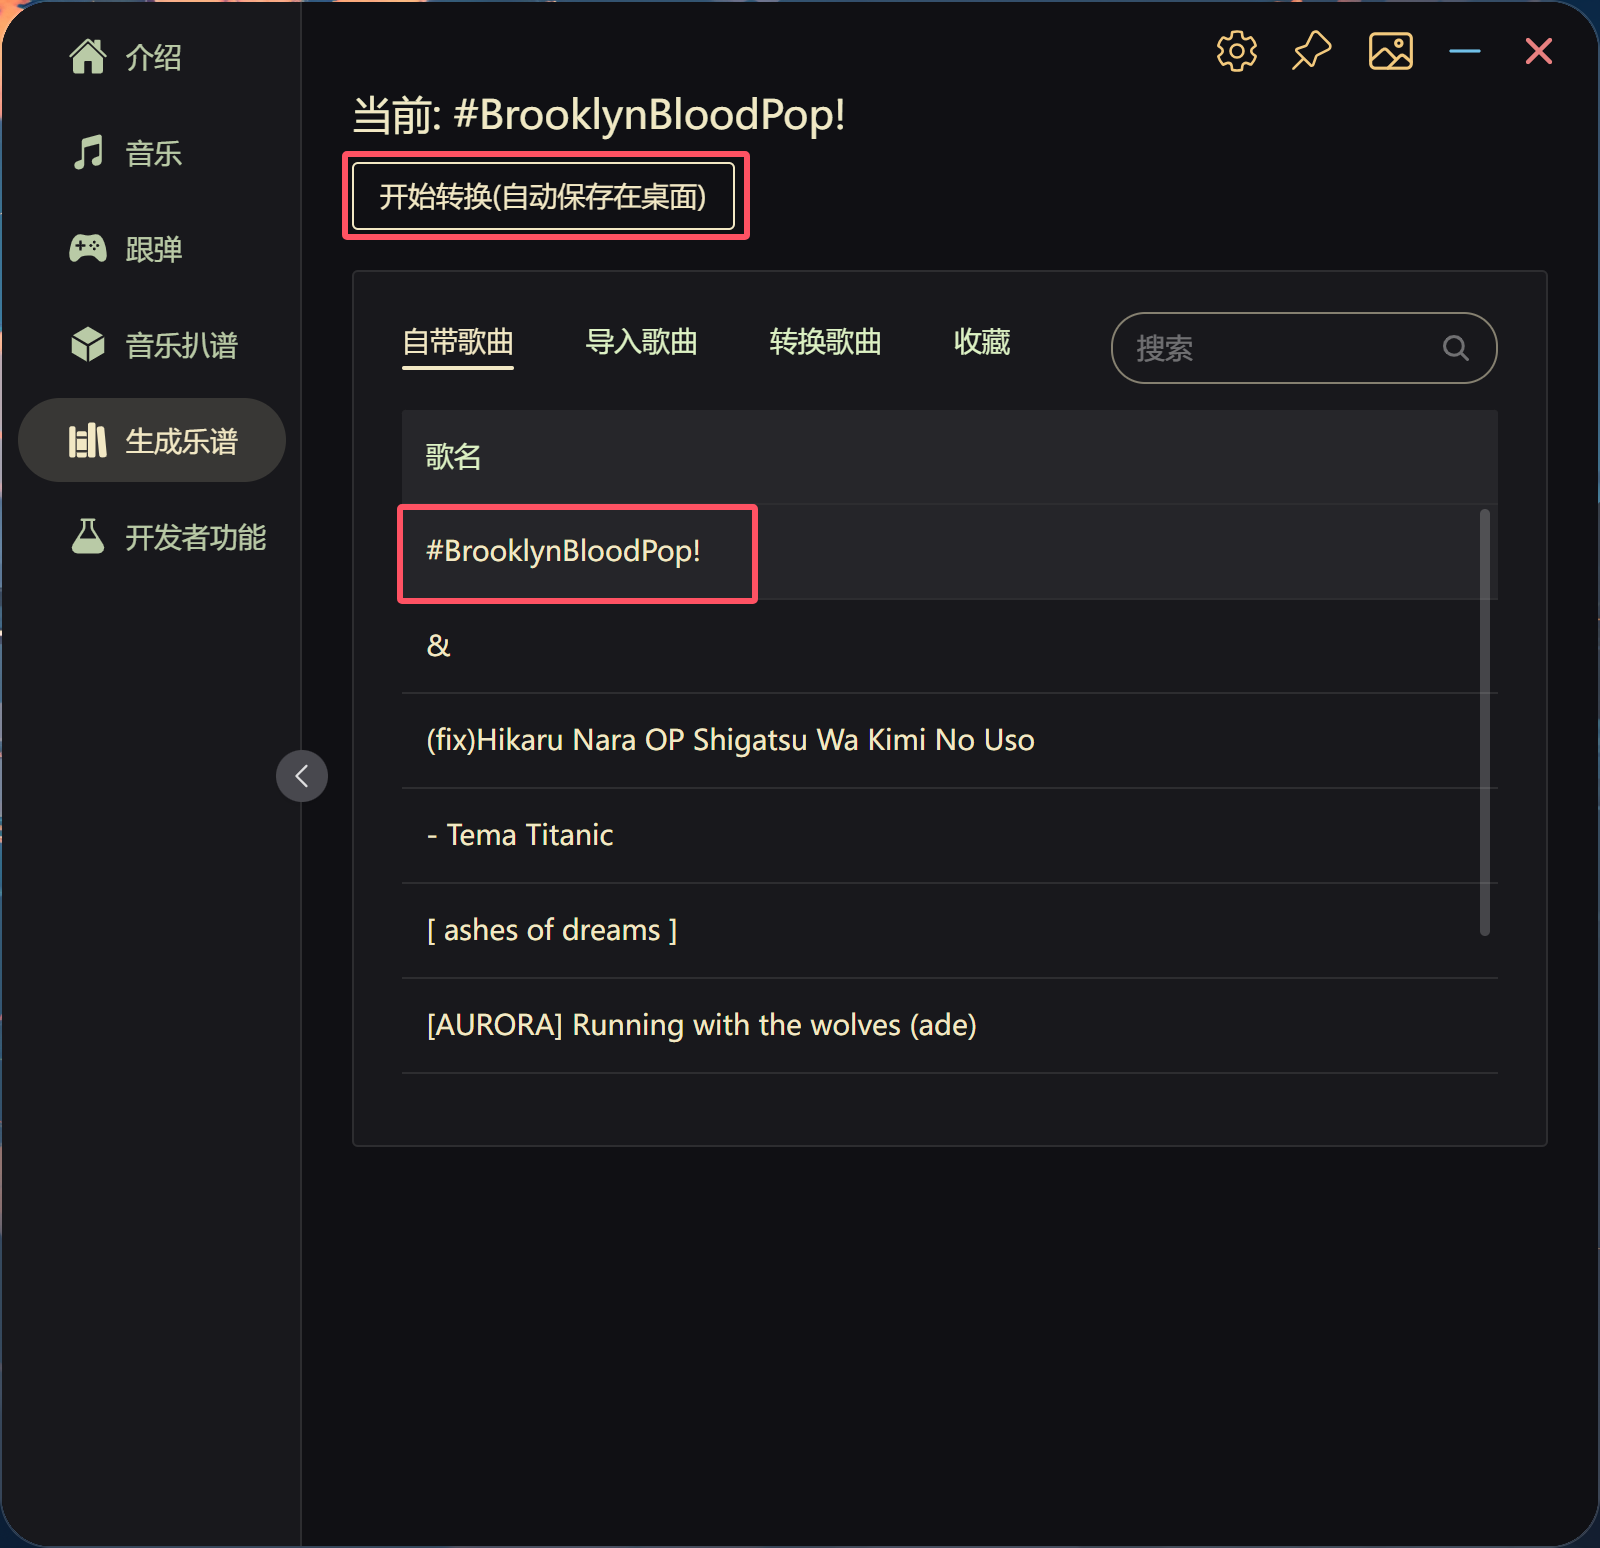 介绍
音乐
跟弹
音乐扒谱
生成乐谱
开发者功能
当前: #BrooklynBloodPop!
开始转换(自动保存在桌面)
自带歌曲 导入歌曲 转换歌曲 收藏 搜索
歌名
#BrooklynBloodPop!
&
(fix)Hikaru Nara OP Shigatsu Wa Kimi No Uso
- Tema Titanic
[ ashes of dreams ]
[AURORA] Running with the wolves (ade)